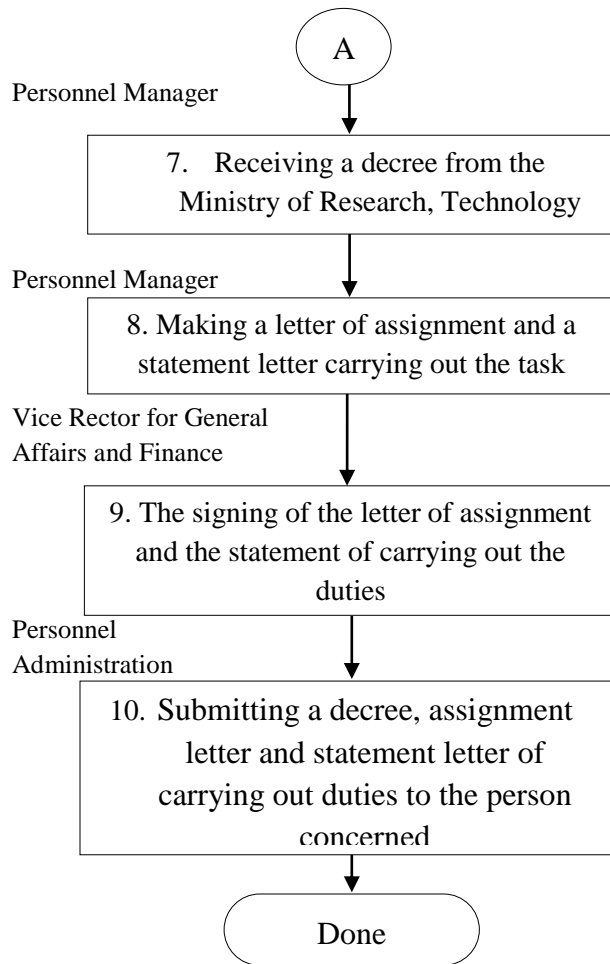 A
Personnel Manager
7. Receiving a decree from the
Ministry of Research, Technology
Personnel Manager
8. Making a letter of assignment and a
statement letter carrying out the task
Vice Rector for General
Affairs and Finance
9. The signing of the letter of assignment
and the statement of carrying out the
duties
Personnel
Administration
10. Submitting a decree, assignment
letter and statement letter of
carrying out duties to the person
concerned
Done